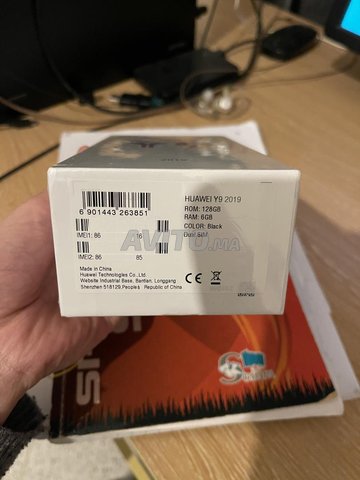 6 901443 263851
HUAWEI Y9 2019
ROM: 128GB
RAM: 6GB
COLOR: Black
Dual SIM
AVITO.ma
IMEI1: 86 76
IMEI2: 86 85
Made in China
Huawei Technologies Co., Ltd.
Website Industrial Base, Bantian, Longgang
Shenzhen 518129, People's Republic of China
CE